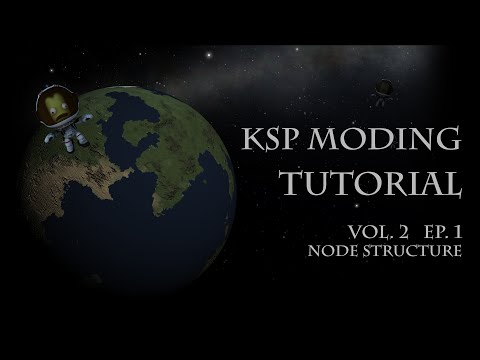 KSP MODING
TUTORIAL
VOL. 2 EP. 1
NODE STRUCTURE